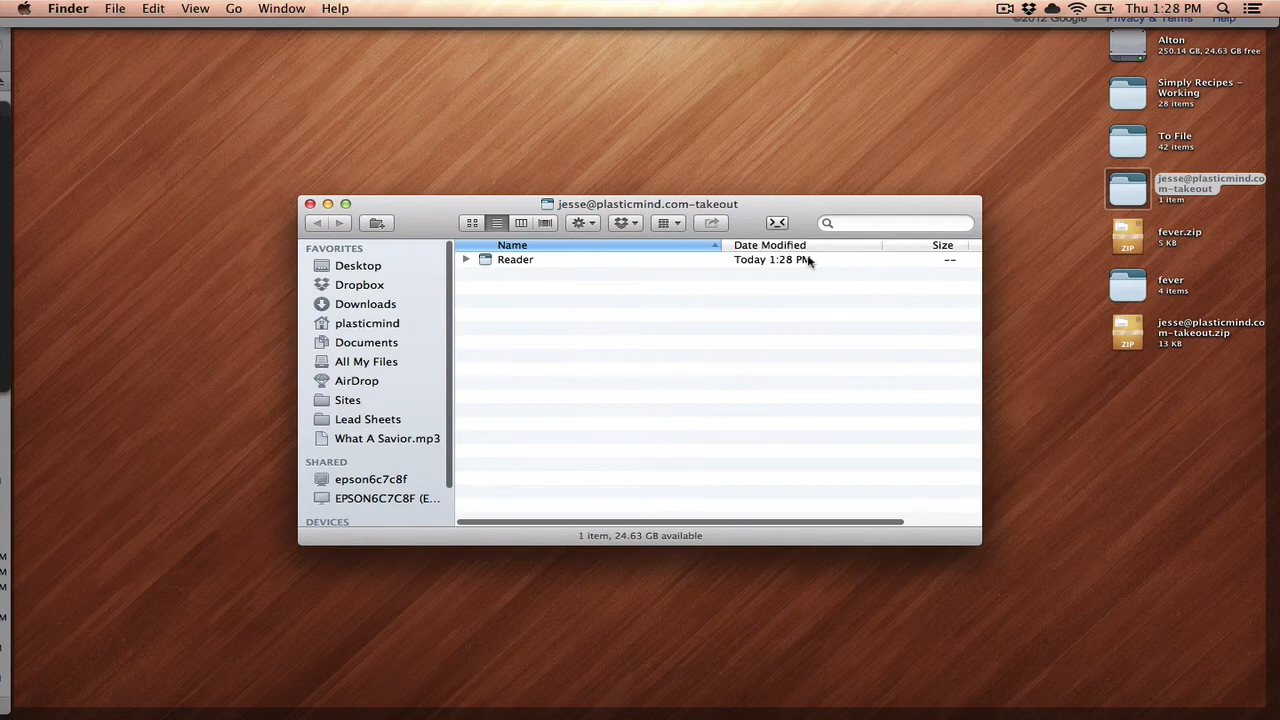 Finder File Edit View Go Window Help Thu 1:28 PM
©2012 Google Privacy & Terms Help
Alton
250.14 GB, 24.63 GB free
Simply Recipes –
Working
28 items
To File
42 items
jesse@plasticmind.co
m-takeout
1 item
fever.zip
5 KB
ZIP
fever
4 items
jesse@plasticmind.co
m-takeout.zip
13 KB
ZIP
jesse@plasticmind.com-takeout
FAVORITES
Desktop
Dropbox
Downloads
plasticmind
Documents
All My Files
AirDrop
Sites
Lead Sheets
What A Savior.mp3
SHARED
epson6c7c8f
EPSON6C7C8F (E...
DEVICES
Name Date Modified Size
Reader Today 1:28 PM --
1 item, 24.63 GB available
M
M
M
M
M